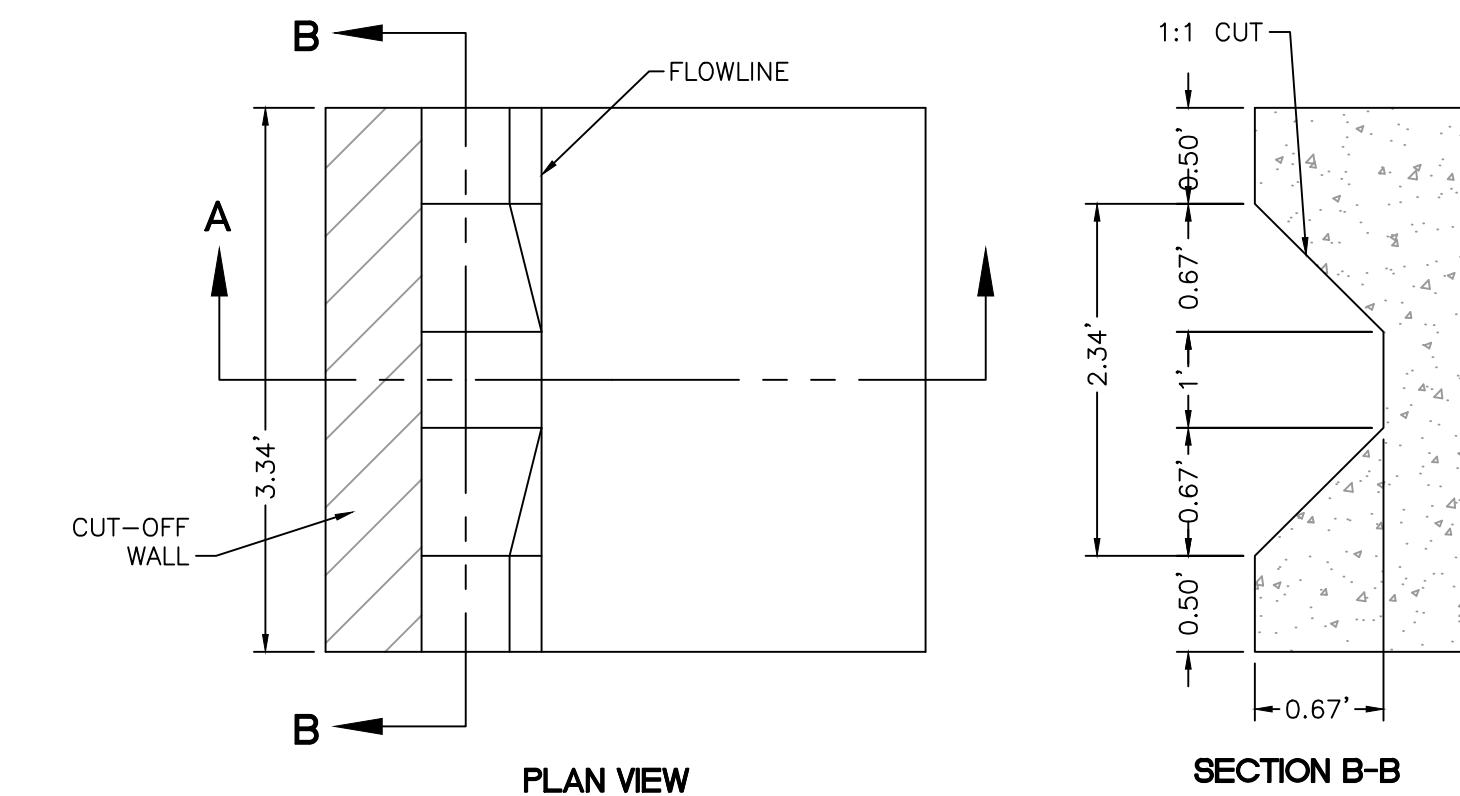 B
FLOWLINE
A
3.34'
CUT-OFF
WALL
B
PLAN VIEW
1:1 CUT
0.50'
0.67'
2.34'
1'
0.67'
0.50'
0.67'
SECTION B-B